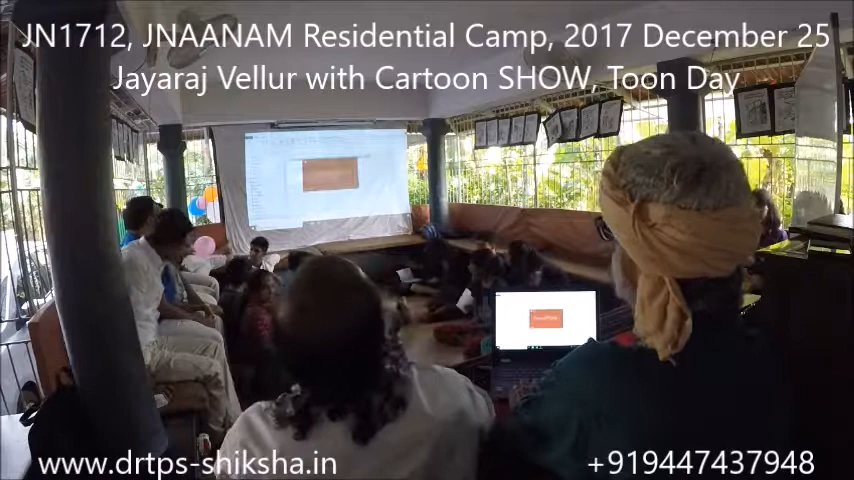 JN1712, JNAANAM Residential Camp, 2017 December 25
Jayaraj Vellur with Cartoon SHOW, Toon Day
www.drtps-shiksha.in
+919447437948